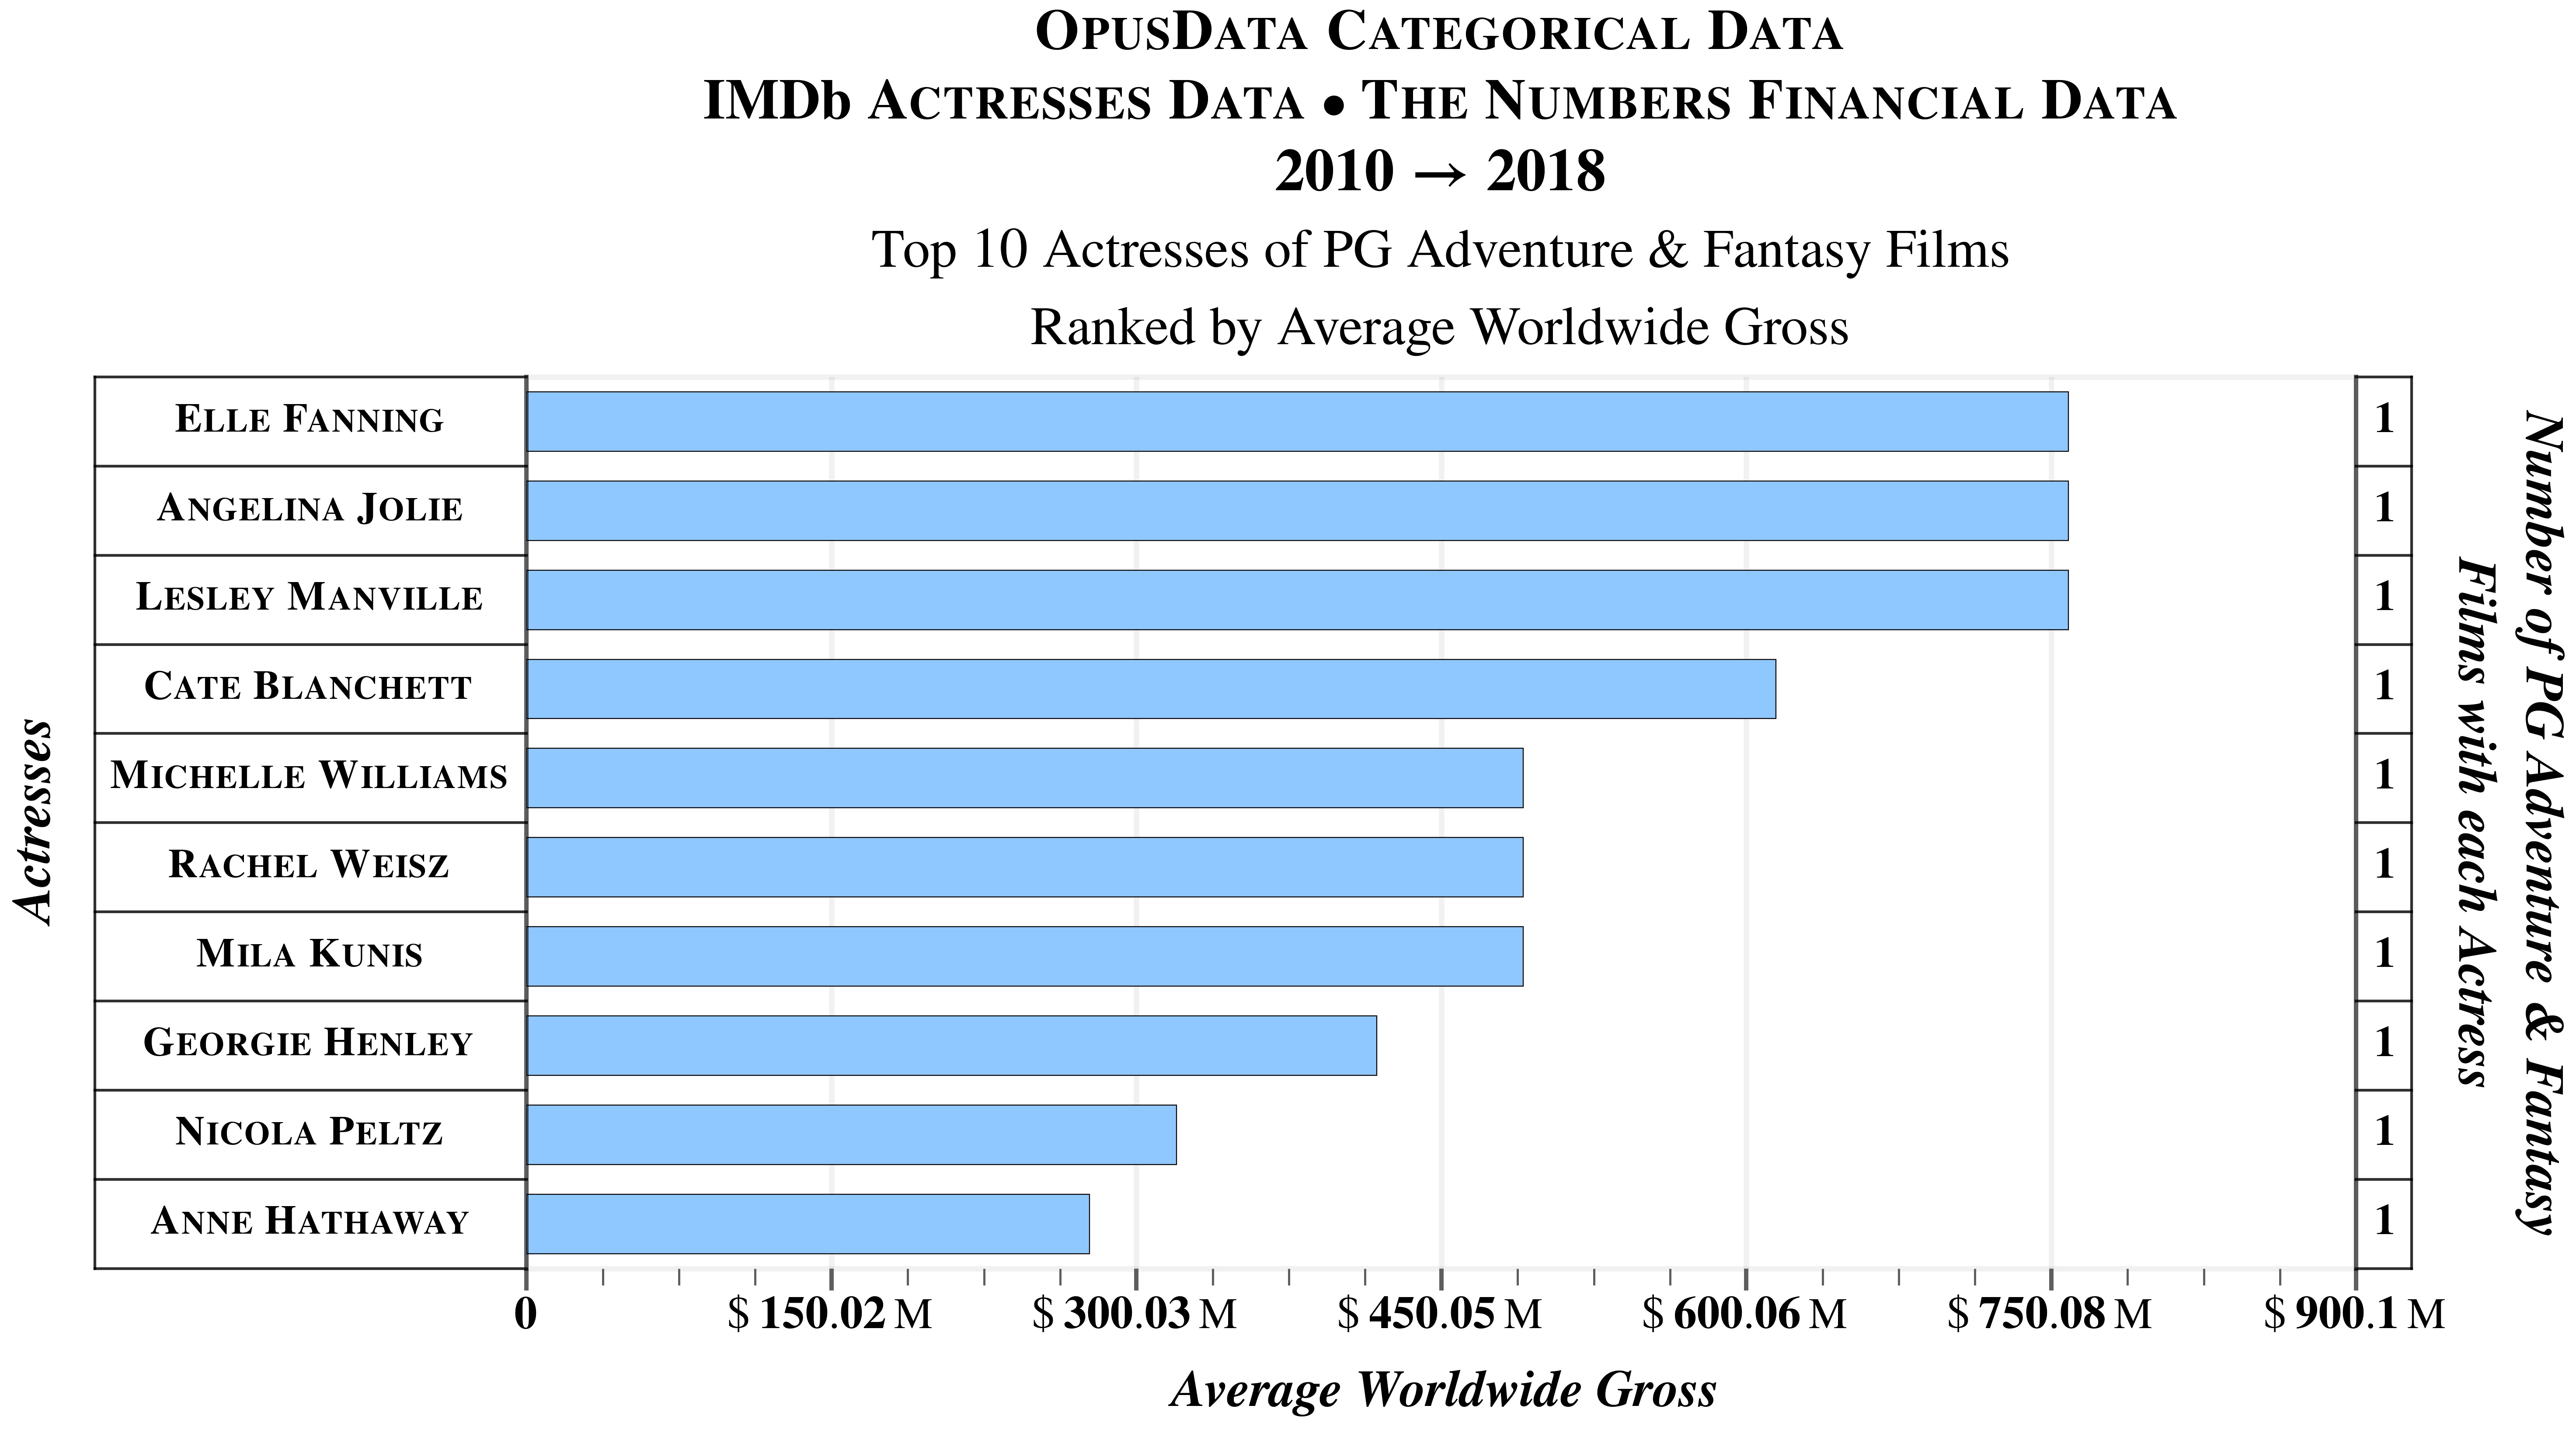 OPUSDATA CATEGORICAL DATA
IMDb ACTRESSES DATA • THE NUMBERS FINANCIAL DATA
2010 → 2018
Top 10 Actresses of PG Adventure & Fantasy Films
Ranked by Average Worldwide Gross
Actresses
ELLE FANNING 1
ANGELINA JOLIE 1
LESLEY MANVILLE 1
CATE BLANCHETT 1
MICHELLE WILLIAMS 1
RACHEL WEISZ 1
MILA KUNIS 1
GEORGIE HENLEY 1
NICOLA PELTZ 1
ANNE HATHAWAY 1
Number of PG Adventure & Fantasy
Films with each Actress
0 $ 150.02 M $ 300.03 M $ 450.05 M $ 600.06 M $ 750.08 M $ 900.1 M
Average Worldwide Gross